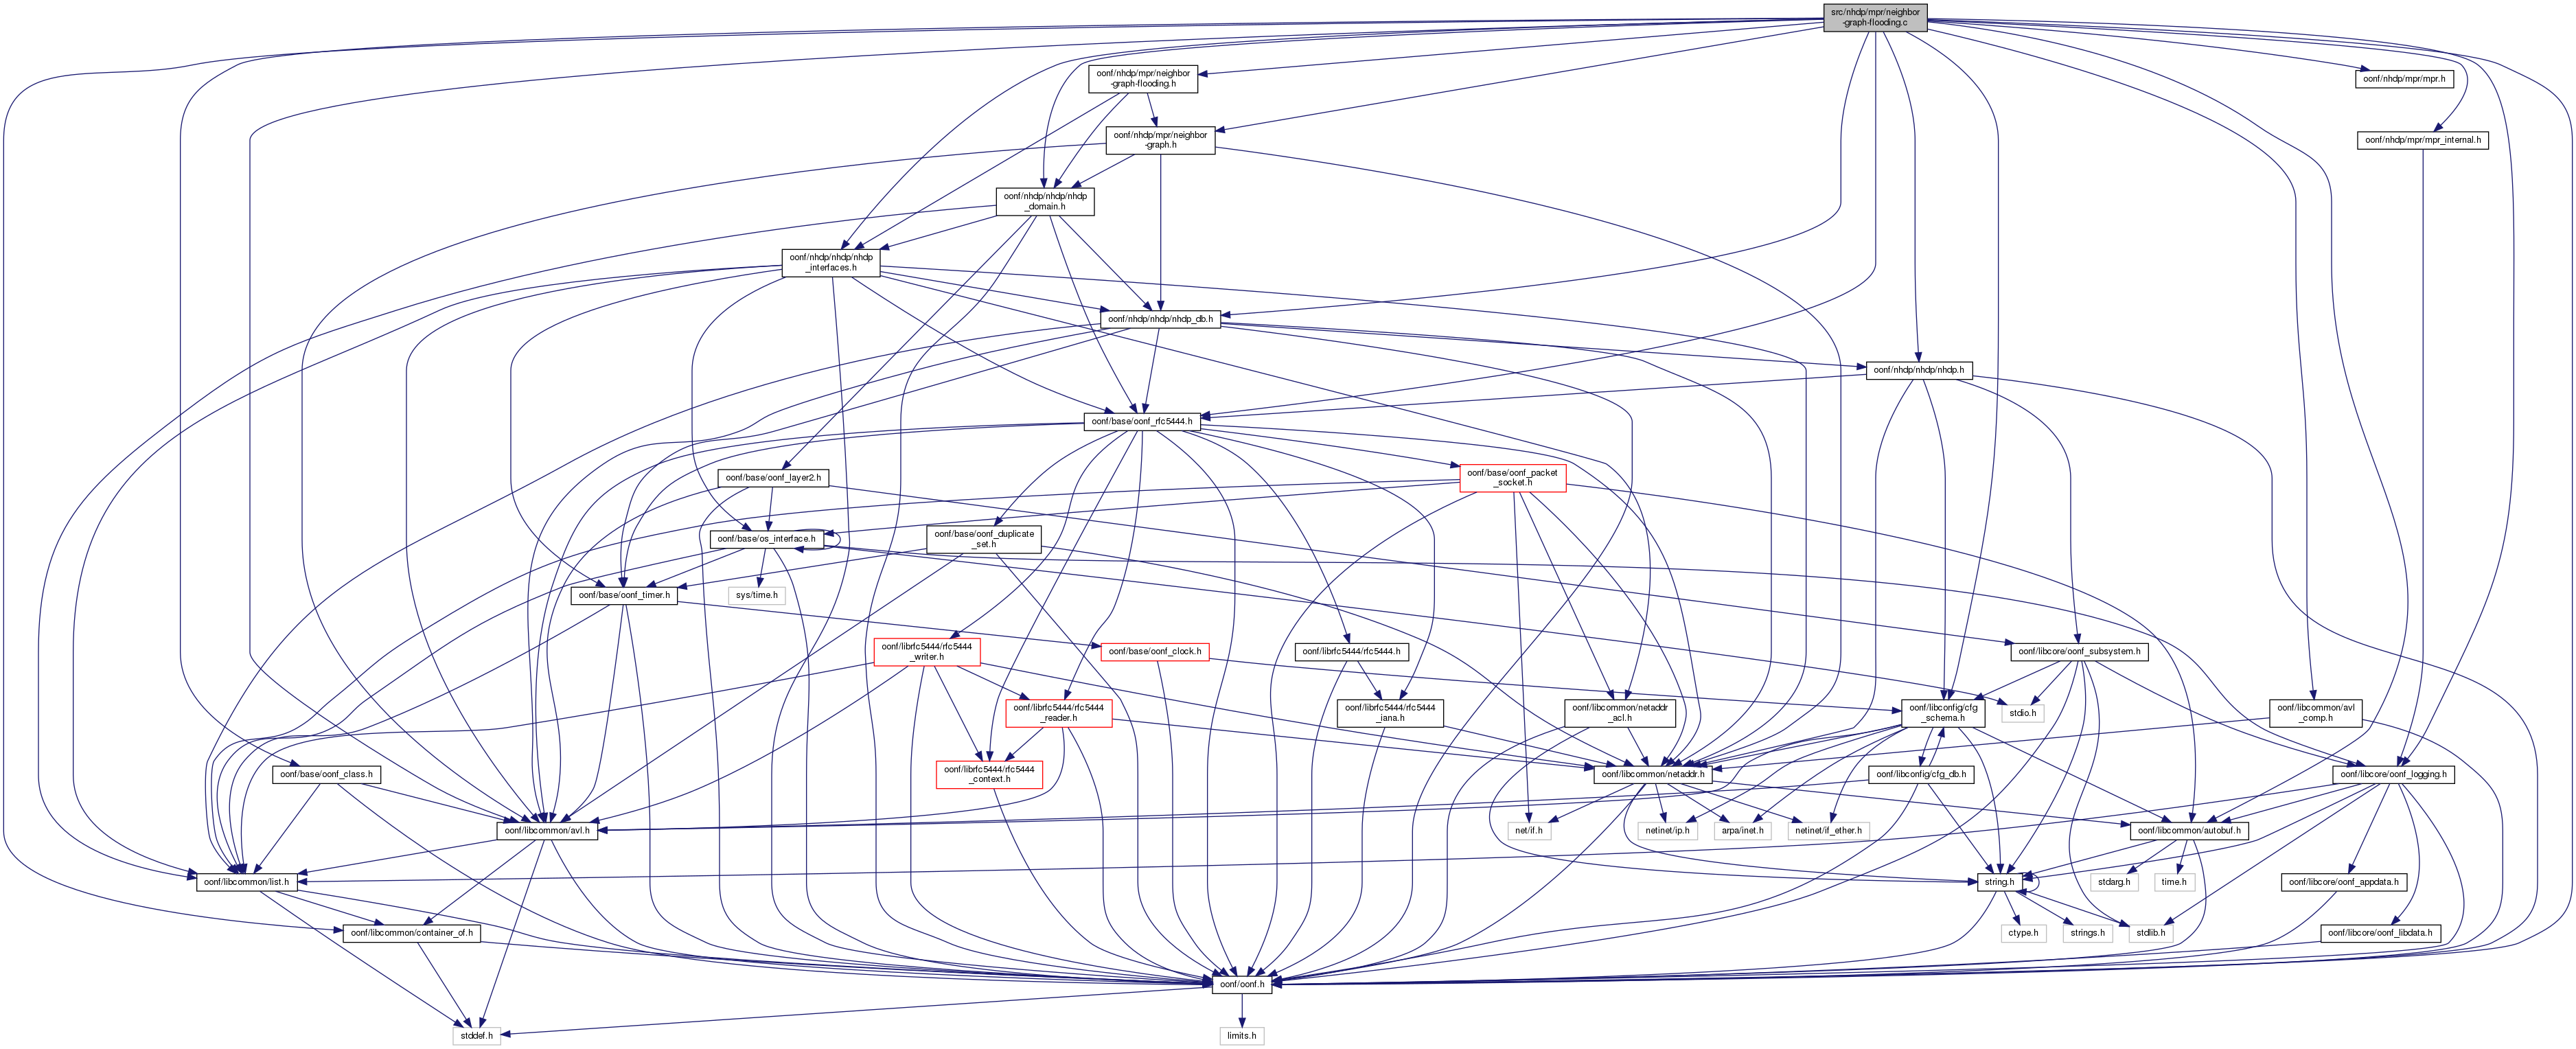 src/nhdp/mpr/neighbor
-graph-flooding.c
oonf/nhdp/mpr/neighbor
-graph-flooding.h
oonf/nhdp/mpr/mpr.h
oonf/nhdp/mpr/neighbor
-graph.h
oonf/nhdp/mpr/mpr_internal.h
oonf/nhdp/nhdp/nhdp
_domain.h
oonf/nhdp/nhdp/nhdp
_interfaces.h
oonf/nhdp/nhdp/nhdp_db.h
oonf/nhdp/nhdp/nhdp.h
oonf/base/oonf_rfc5444.h
oonf/base/oonf_layer2.h
oonf/base/oonf_packet
_socket.h
oonf/base/os_interface.h
oonf/base/oonf_duplicate
_set.h
oonf/base/oonf_timer.h
sys/time.h
oonf/librfc5444/rfc5444
_writer.h
oonf/base/oonf_clock.h
oonf/librfc5444/rfc5444.h
oonf/libcore/oonf_subsystem.h
oonf/librfc5444/rfc5444
_reader.h
oonf/librfc5444/rfc5444
_iana.h
oonf/libcommon/netaddr
_acl.h
oonf/libconfig/cfg
_schema.h
stdio.h
oonf/libcommon/avl
_comp.h
oonf/base/oonf_class.h
oonf/librfc5444/rfc5444
_context.h
oonf/libcommon/netaddr.h
oonf/libconfig/cfg_db.h
oonf/libcore/oonf_logging.h
oonf/libcommon/avl.h
net/if.h
netinet/ip.h
arpa/inet.h
netinet/if_ether.h
oonf/libcommon/autobuf.h
oonf/libcommon/list.h
string.h
stdarg.h
time.h
oonf/libcore/oonf_appdata.h
oonf/libcommon/container_of.h
ctype.h
strings.h
stdlib.h
oonf/libcore/oonf_libdata.h
oonf/oonf.h
stddef.h
limits.h